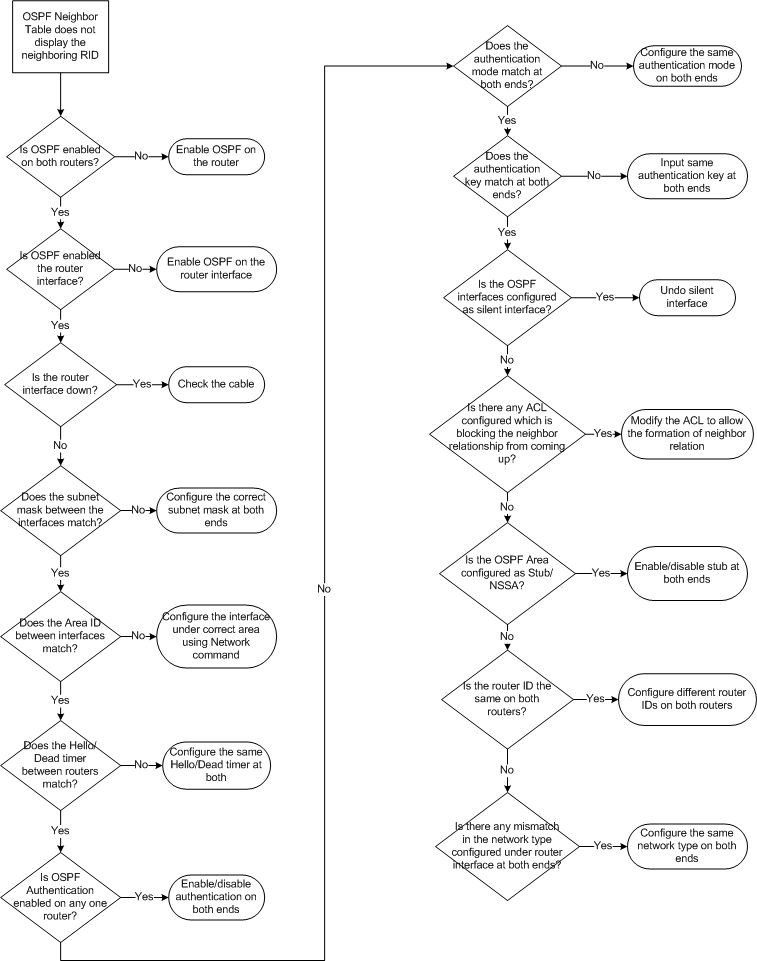 OSPF Neighbor
Table does not
display the
neighboring RID
Is OSPF enabled
on both routers?
No
Enable OSPF on
the router
Yes
Is OSPF enabled
the router
interface?
No
Enable OSPF on the
router interface
Yes
Is the router
interface down?
Yes
Check the cable
No
Does the subnet
mask between the
interfaces match?
No
Configure the correct
subnet mask at both
ends
Yes
Does the Area ID
between interfaces
match?
No
Configure the interface
under correct area
using Network
command
Yes
Does the Hello/
Dead timer
between routers
match?
No
Configure the same
Hello/Dead timer at
both
Yes
Is OSPF
Authentication
enabled on any one
router?
Yes
Enable/disable
authentication on
both ends
No
Does the
authentication
mode match at
both ends?
No
Configure the same
authentication mode
on both ends
Yes
Does the
authentication
key match at both
ends?
No
Input same
authentication key at
both ends
Yes
Is the OSPF
interfaces configured
as silent interface?
Yes
Undo silent
interface
No
Is there any ACL
configured which is
blocking the neighbor
relationship from coming
up?
Yes
Modify the ACL to allow
the formation of neighbor
relation
No
Is the OSPF Area
configured as Stub/
NSSA?
Yes
Enable/disable stub at
both ends
No
Is the router ID the
same on both
routers?
Yes
Configure different router
IDs on both routers
No
Is there any mismatch
in the network type
configured under router
interface at both ends?
Yes
Configure the same
network type on both
ends